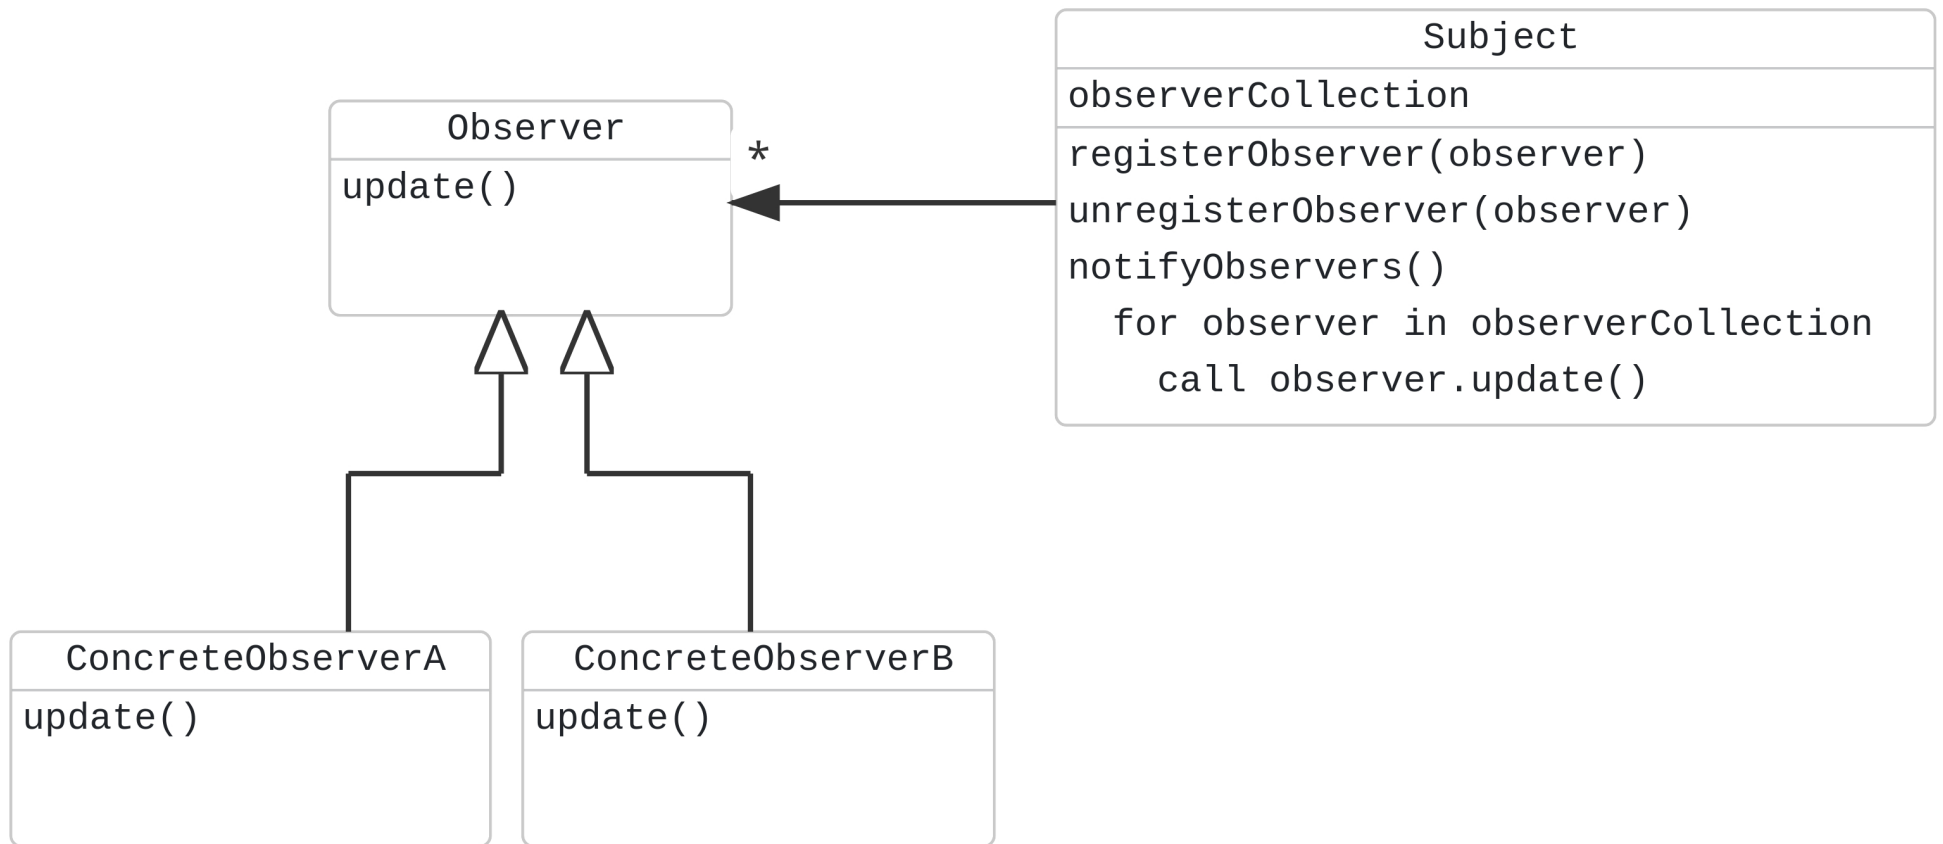 Observer
update()
*
Subject
observerCollection
registerObserver(observer)
unregisterObserver(observer)
notifyObservers()
  for observer in observerCollection
    call observer.update()
ConcreteObserverA
update()
ConcreteObserverB
update()